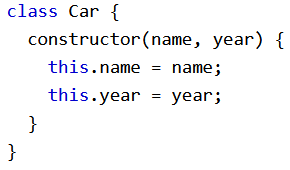 class Car {
  constructor(name, year) {
    this.name = name;
    this.year = year;
  }
}